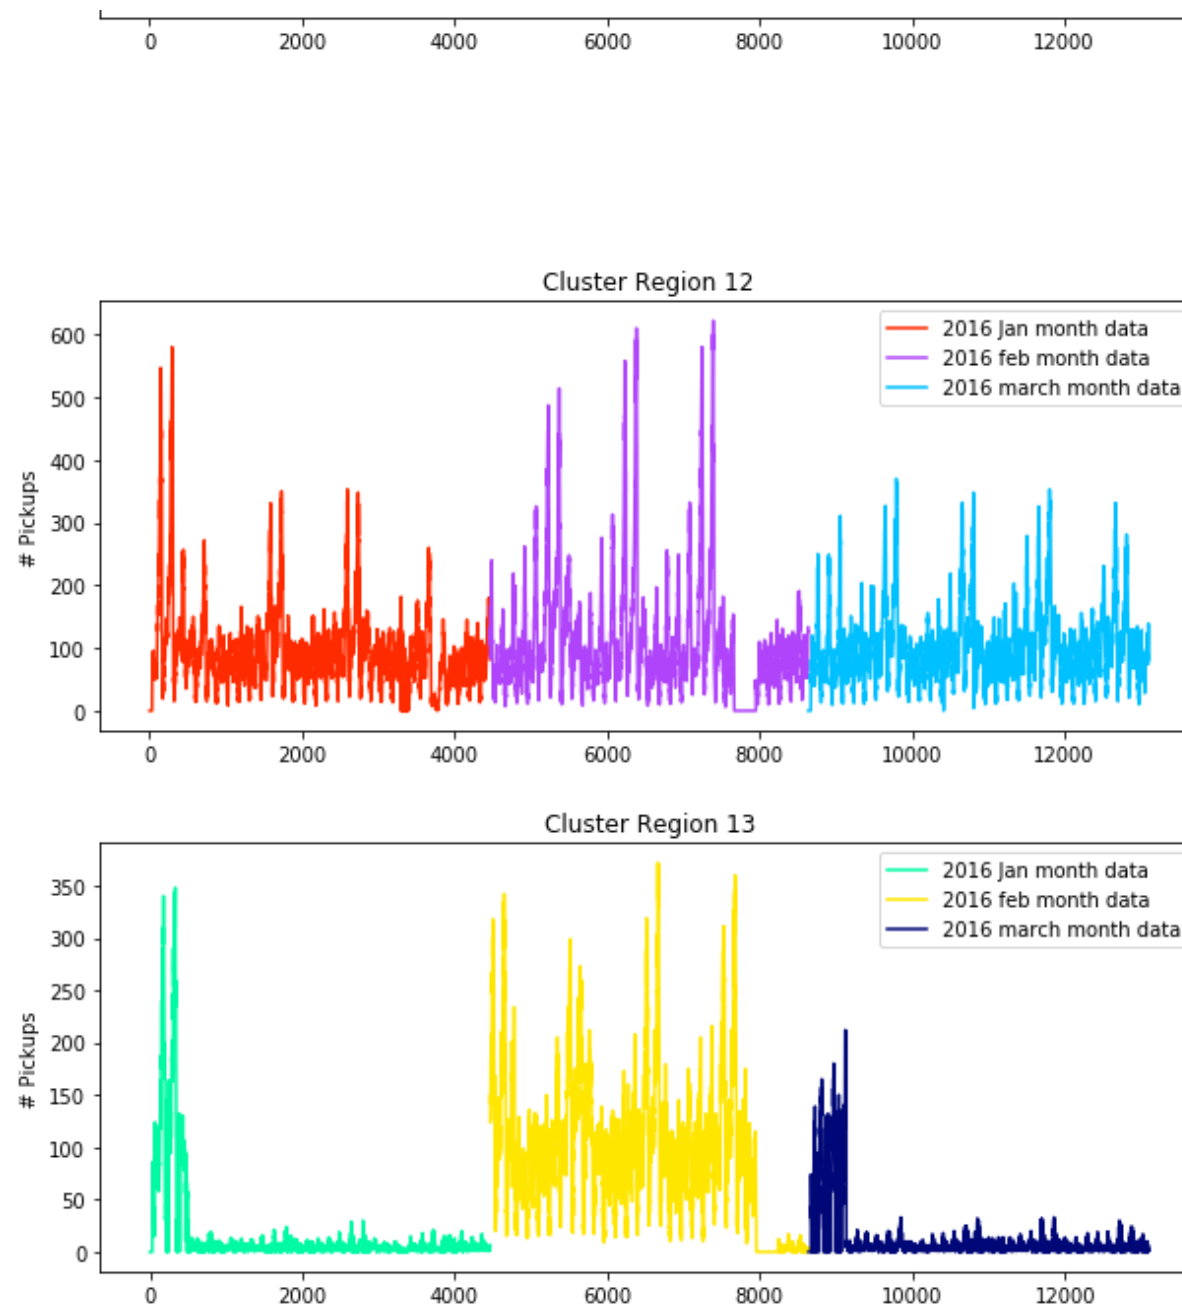 0 2000 4000 6000 8000 10000 12000
Cluster Region 12
2016 Jan month data
2016 feb month data
2016 march month data
# Pickups
600
500
400
300
200
100
0
0 2000 4000 6000 8000 10000 12000
Cluster Region 13
2016 Jan month data
2016 feb month data
2016 march month data
# Pickups
350
300
250
200
150
100
50
0
0 2000 4000 6000 8000 10000 12000